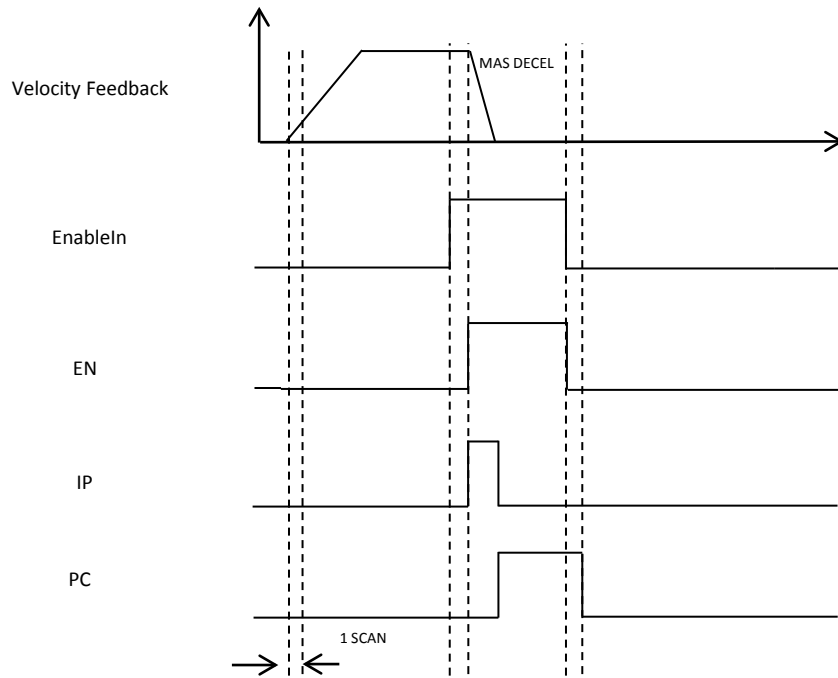 MAS DECEL
Velocity Feedback
EnableIn
EN
IP
PC
1 SCAN